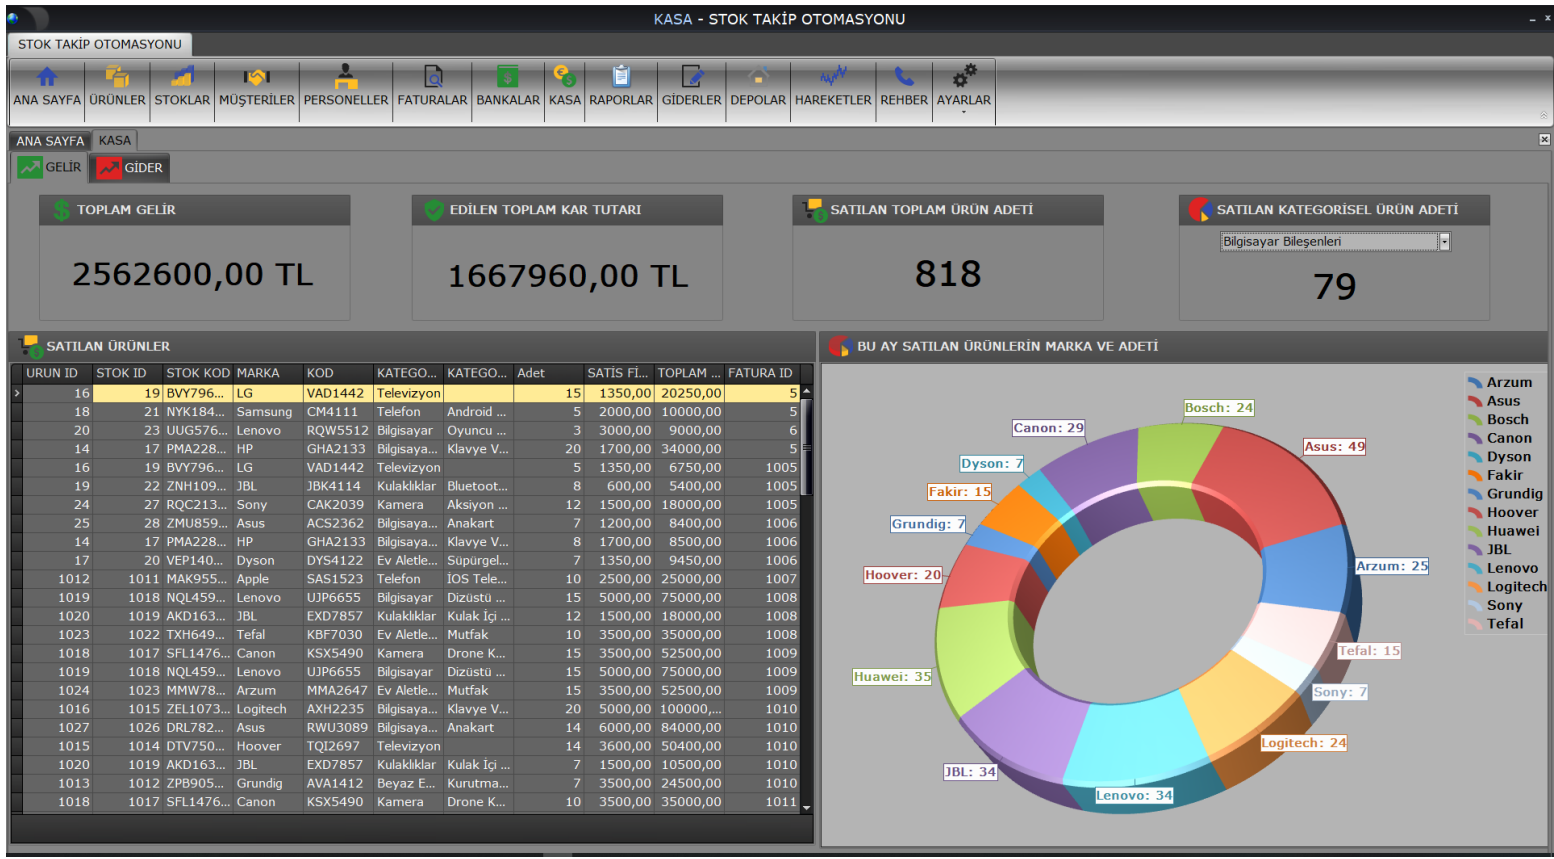 KASA - STOK TAKİP OTOMASYONU
STOK TAKİP OTOMASYONU
ANA SAYFA ÜRÜNLER STOKLAR MÜŞTERİLER PERSONELLER FATURALAR BANKALAR KASA RAPORLAR GİDERLER DEPOLAR HAREKETLER REHBER AYARLAR
ANA SAYFA KASA
GELİR GİDER
TOPLAM GELİR
2562600,00 TL
EDİLEN TOPLAM KAR TUTARI
1667960,00 TL
SATILAN TOPLAM ÜRÜN ADETİ
818
SATILAN KATEGORİSEL ÜRÜN ADETİ
Bilgisayar Bileşenleri
79
SATILAN ÜRÜNLER
URUN ID STOK ID STOK KOD MARKA KOD KATEGO... KATEGO... Adet SATİS Fİ... TOPLAM ... FATURA ID
16 19 BVY796... LG VAD1442 Televizyon 15 1350,00 20250,00 5
18 21 NYK184... Samsung CM4111 Telefon Android ... 5 2000,00 10000,00 5
20 23 UUG576... Lenovo RQW5512 Bilgisayar Oyuncu ... 3 3000,00 9000,00 6
14 17 PMA228... HP GHA2133 Bilgisaya... Klavye V... 20 1700,00 34000,00 5
16 19 BVY796... LG VAD1442 Televizyon 5 1350,00 6750,00 1005
19 22 ZNH109... JBL JBK4114 Kulaklıklar Bluetoot... 8 600,00 5400,00 1005
24 27 RQC213... Sony CAK2039 Kamera Aksiyon ... 12 1500,00 18000,00 1005
25 28 ZMU859... Asus ACS2362 Bilgisaya... Anakart 7 1200,00 8400,00 1006
14 17 PMA228... HP GHA2133 Bilgisaya... Klavye V... 8 1700,00 8500,00 1006
17 20 VEP140... Dyson DYS4122 Ev Aletle... Süpürgel... 7 1350,00 9450,00 1006
1012 1011 MAK955... Apple SAS1523 Telefon İOS Tele... 10 2500,00 25000,00 1007
1019 1018 NQL459... Lenovo UJP6655 Bilgisayar Dizüstü ... 15 5000,00 75000,00 1008
1020 1019 AKD163... JBL EXD7857 Kulaklıklar Kulak İçi ... 12 1500,00 18000,00 1008
1023 1022 TXH649... Tefal KBF7030 Ev Aletle... Mutfak 10 3500,00 35000,00 1008
1018 1017 SFL1476... Canon KSX5490 Kamera Drone K... 15 3500,00 52500,00 1009
1019 1018 NQL459... Lenovo UJP6655 Bilgisayar Dizüstü ... 15 5000,00 75000,00 1009
1024 1023 MMW78... Arzum MMA2647 Ev Aletle... Mutfak 15 3500,00 52500,00 1009
1016 1015 ZEL1073... Logitech AXH2235 Bilgisaya... Klavye V... 20 5000,00 100000,... 1010
1027 1026 DRL782... Asus RWU3089 Bilgisaya... Anakart 14 6000,00 84000,00 1010
1015 1014 DTV750... Hoover TQI2697 Televizyon 14 3600,00 50400,00 1010
1020 1019 AKD163... JBL EXD7857 Kulaklıklar Kulak İçi ... 7 1500,00 10500,00 1010
1013 1012 ZPB905... Grundig AVA1412 Beyaz E... Kurutma... 7 3500,00 24500,00 1010
1018 1017 SFL1476... Canon KSX5490 Kamera Drone K... 10 3500,00 35000,00 1011
BU AY SATILAN ÜRÜNLERİN MARKA VE ADETİ
Bosch: 24
Canon: 29
Asus: 49
Dyson: 7
Fakir: 15
Grundig: 7
Arzum: 25
Hoover: 20
Tefal: 15
Huawei: 35
Sony: 7
Logitech: 24
JBL: 34
Lenovo: 34
Arzum
Asus
Bosch
Canon
Dyson
Fakir
Grundig
Hoover
Huawei
JBL
Lenovo
Logitech
Sony
Tefal